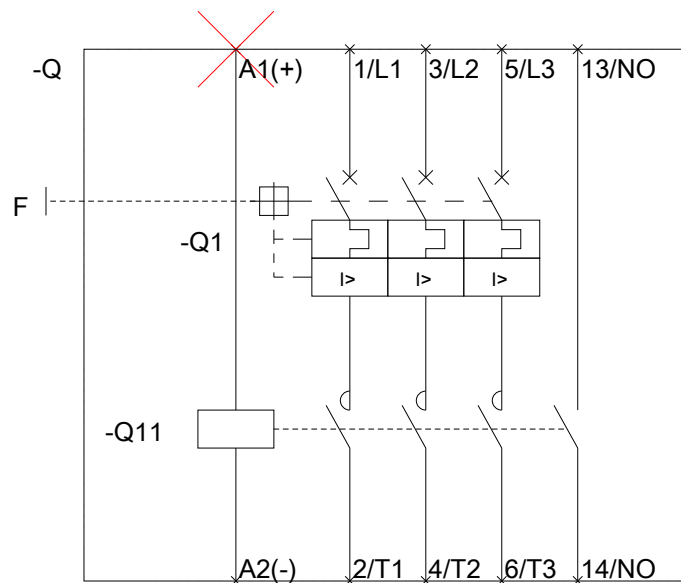 -Q A1(+) 1/L1 3/L2 5/L3 13/NO
F
-Q1
I> I> I>
-Q11
A2(-) 2/T1 4/T2 6/T3 14/NO